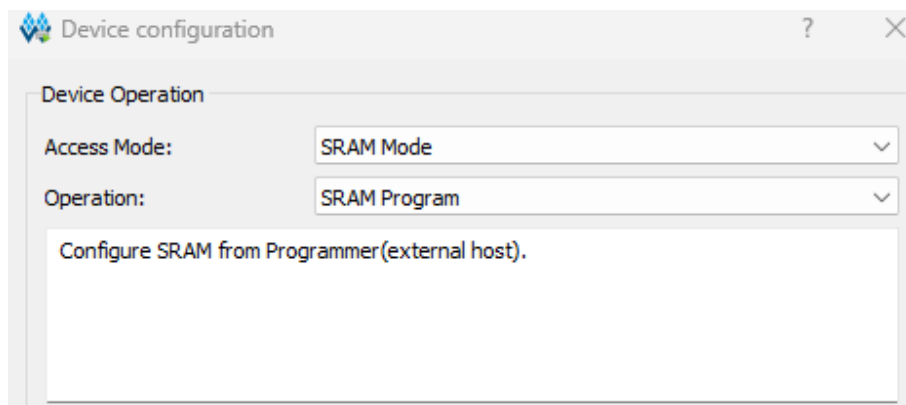 Device configuration ?
Device Operation
Access Mode: SRAM Mode
Operation: SRAM Program
Configure SRAM from Programmer(external host).